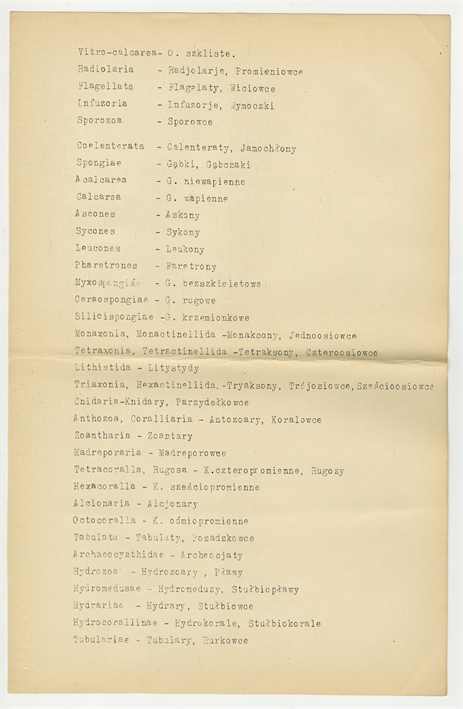 Vitro-calcarea- O. szkliste.
Radiolaria - Radjolarje, Promieniowce
Flagellata - Flagelaty, Wiciowce
Infuzoria - Infuzorje, Wymoczki
Sporozoa - Sporowce
Coelenterata - Celenteraty, Jamochłony
Spongiae - Gąbki, Gąbczaki
Acalcarea - G. niewapienne
Calcarea - G. wapienne
Ascones - Askony
Sycones - Sykony
Leucones - Leukony
Pharetrones - Faretrony
Myxospongiae - G. bezszkieletowe
Ceraospongiae - G. rogowe
Silicispongiae -G. krzemionkowe
Monaxonia, Monactinellida -Monaksony, Jednoosiowce
Tetraxonia, Tetractinellida -Tetraksony, Czteroosiowce
Lithistida - Litystydy
Triaxonia, Hexactinellida,-Tryaksony, Trójosiowce,Sześcioosiowce
Cnidaria-Knidary, Parzydełkowce
Anthozoa, Coralliaria - Antozoary, Koralowce
Zoantharia - Zoantary
Madreporaria - Madreporowce
Tetracoralla, Rugosa - K.czteropromienne, Rugozy
Hexacoralla - K. sześciopromienne
Alcionaria - Alcjonary
Octocoralla - K. ośmiopromienne
Tabulata - Tabulaty, Posadzkowce
Archaeocyathidae - Archeocjaty
Hydrozoa - Hydrozoary , Pławy
Hydromedusae - Hydromeduzy, Stułbiopławy
Hydrariae - Hydrary, Stułbiowce
Hydrocorallinae - Hydrokorale, Stułbiokorale
Tubulariae - Tubulary, Rurkowce